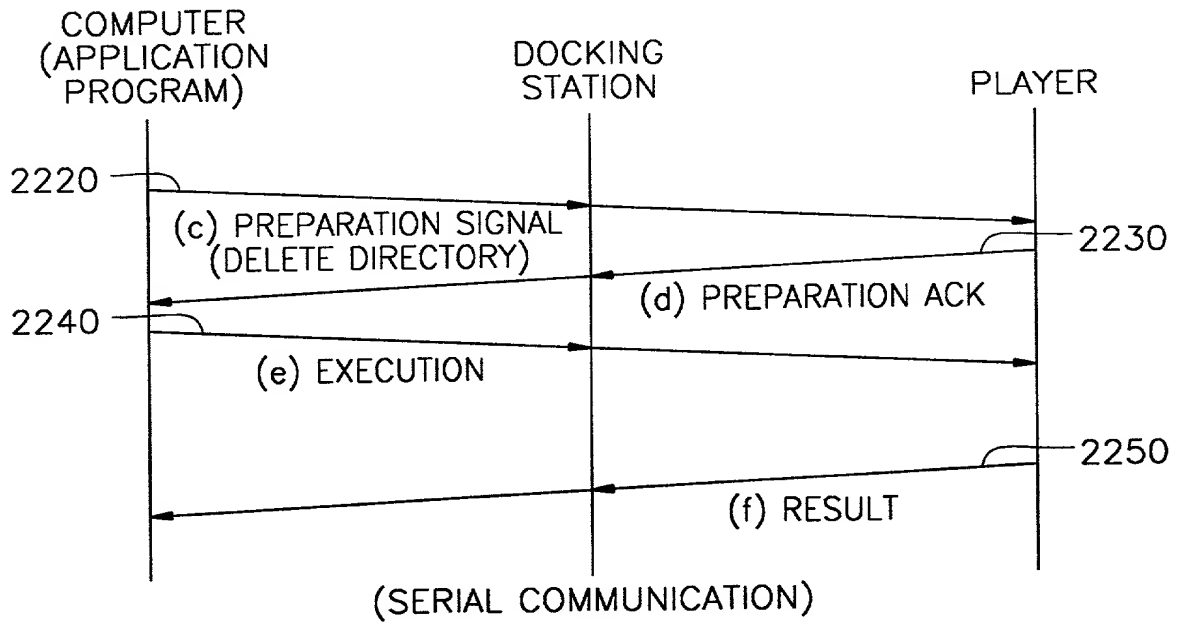 COMPUTER
(APPLICATION
PROGRAM)
DOCKING
STATION
PLAYER
2220
(c) PREPARATION SIGNAL
(DELETE DIRECTORY)
2230
(d) PREPARATION ACK
2240
(e) EXECUTION
2250
(f) RESULT
(SERIAL COMMUNICATION)